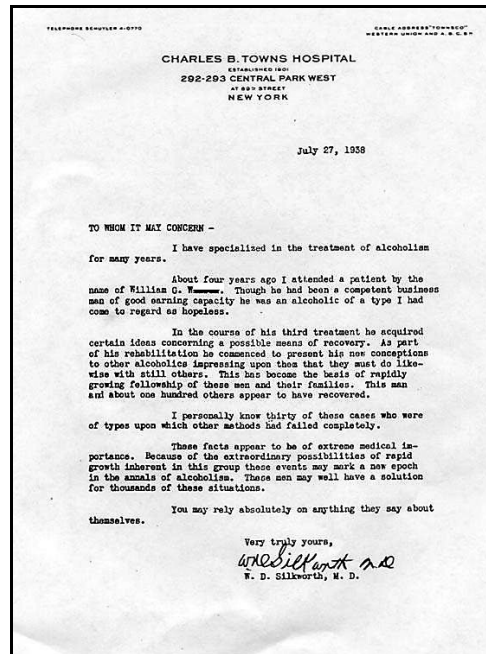 TELEPHONE SCHUYLER 4-0770
CABLE ADDRESS "TOWNSCO"
WESTERN UNION AND A. B. C. 5TH
CHARLES B. TOWNS HOSPITAL
ESTABLISHED 1901
292-293 CENTRAL PARK WEST
AT 89TH STREET
NEW YORK
July 27, 1938
TO WHOM IT MAY CONCERN -
I have specialized in the treatment of alcoholism
for many years.
About four years ago I attended a patient by the
name of William G. W. Though he had been a competent business
man of good earning capacity he was an alcoholic of a type I had
come to regard as hopeless.
In the course of his third treatment he acquired
certain ideas concerning a possible means of recovery. As part
of his rehabilitation he commenced to present his new conceptions
to other alcoholics impressing upon them that they must do like-
wise with still others. This has become the basis of rapidly
growing fellowship of these men and their families. This man
and about one hundred others appear to have recovered.
I personally know thirty of these cases who were
of types upon which other methods had failed completely.
These facts appear to be of extreme medical im-
portance. Because of the extraordinary possibilities of rapid
growth inherent in this group these events may mark a new epoch
in the annals of alcoholism. These men may well have a solution
for thousands of these situations.
You may rely absolutely on anything they say about
themselves.
Very truly yours,
WD Silkworth MD
W. D. Silkworth, M. D.